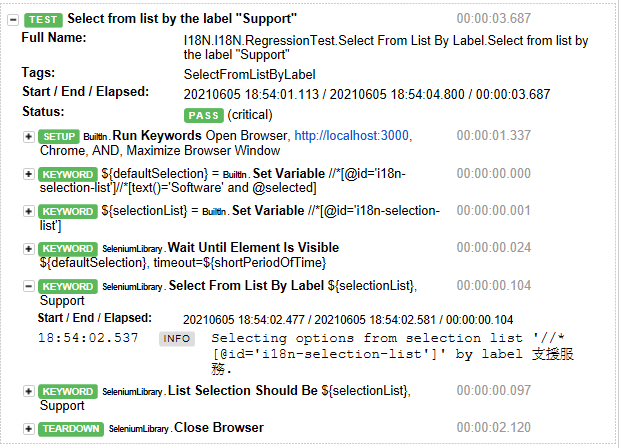 TEST Select from list by the label "Support" 00:00:03.687
Full Name: I18N.I18N.RegressionTest.Select From List By Label.Select from list by
the label "Support"
Tags: SelectFromListByLabel
Start / End / Elapsed: 20210605 18:54:01.113 / 20210605 18:54:04.800 / 00:00:03.687
Status: PASS (critical)
SETUP BuiltIn. Run Keywords Open Browser, http://localhost:3000, 00:00:01.337
Chrome, AND, Maximize Browser Window
KEYWORD ${defaultSelection} = BuiltIn. Set Variable //*[@id='i18n- 00:00:00.000
selection-list']//*[text()='Software' and @selected]
KEYWORD ${selectionList} = BuiltIn. Set Variable //*[@id='i18n-selection- 00:00:00.001
list']
KEYWORD SeleniumLibrary. Wait Until Element Is Visible 00:00:00.024
${defaultSelection}, timeout=${shortPeriodOfTime}
KEYWORD SeleniumLibrary. Select From List By Label ${selectionList}, 00:00:00.104
Support
Start / End / Elapsed: 20210605 18:54:02.477 / 20210605 18:54:02.581 / 00:00:00.104
18:54:02.537 INFO Selecting options from selection list '//*
[@id='i18n-selection-list']' by label 支援服
務.
KEYWORD SeleniumLibrary. List Selection Should Be ${selectionList}, 00:00:00.097
Support
TEARDOWN SeleniumLibrary. Close Browser 00:00:02.120